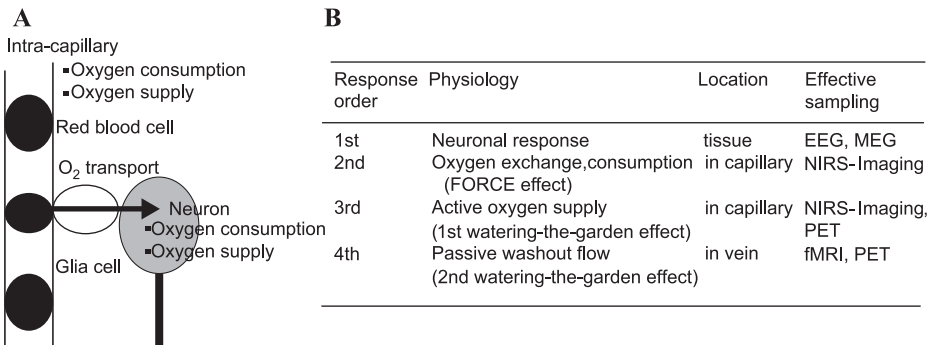 A
Intra-capillary
▪Oxygen consumption
▪Oxygen supply
Red blood cell
O₂ transport
Neuron
▪Oxygen consumption
▪Oxygen supply
Glia cell
B
Response order Physiology Location Effective sampling
1st Neuronal response tissue EEG, MEG
2nd Oxygen exchange,consumption in capillary NIRS-Imaging
(FORCE effect)
3rd Active oxygen supply in capillary NIRS-Imaging,
(1st watering-the-garden effect) PET
4th Passive washout flow in vein fMRI, PET
(2nd watering-the-garden effect)